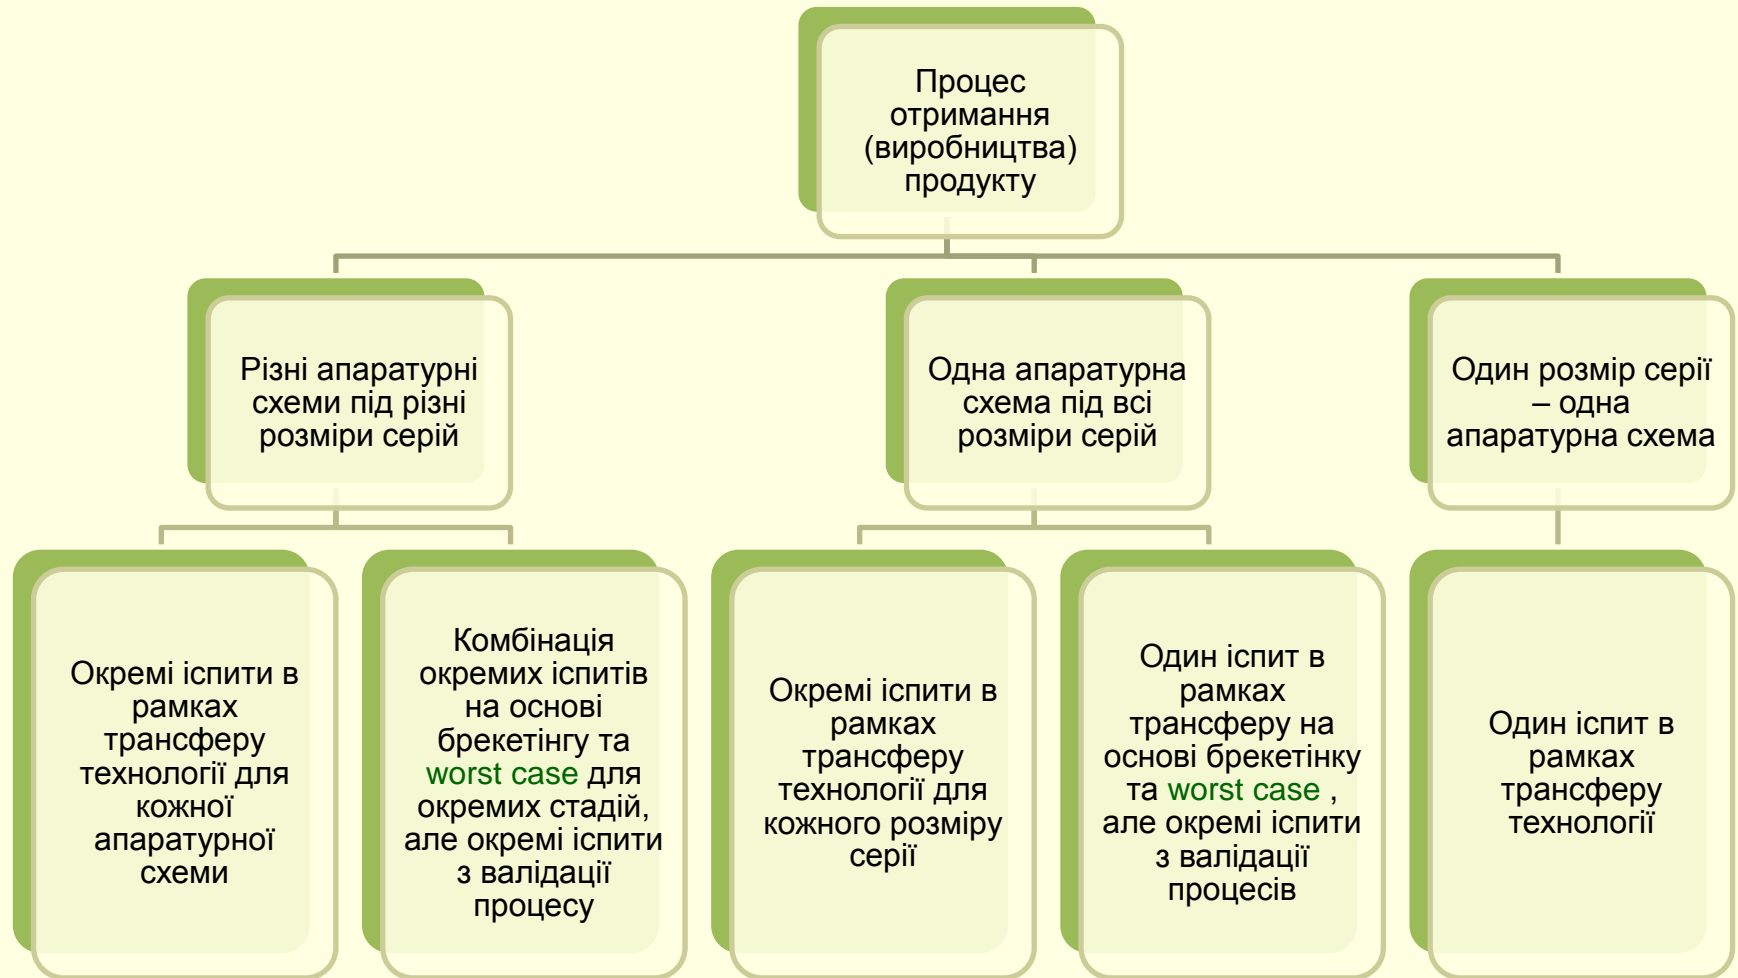 Процес
отримання
(виробництва)
продукту
Різні апаратурні
схеми під різні
розміри серій
Одна апаратурна
схема під всі
розміри серій
Один розмір серії
– одна
апаратурна схема
Окремі іспити в
рамках
трансферу
технології для
кожної
апаратурної
схеми
Комбінація
окремих іспитів
на основі
брекетінгу та
worst case для
окремих стадій,
але окремі іспити
з валідації
процесу
Окремі іспити в
рамках
трансферу
технології для
кожного розміру
серії
Один іспит в
рамках
трансферу на
основі брекетінку
та worst case ,
але окремі іспити
з валідації
процесів
Один іспит в
рамках
трансферу
технології